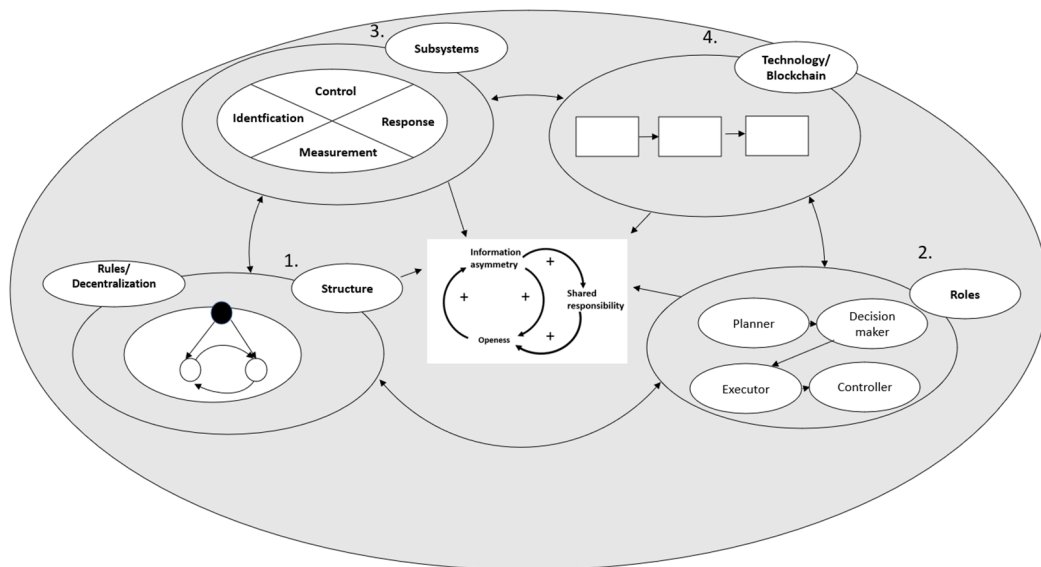 3.
Subsystems
Control
Identfication
Response
Measurement
4.
Technology/
Blockchain
1.
Rules/
Decentralization
Structure
Information
asymmetry
+
+
+
Shared
responsibility
+
Openess
2.
Roles
Planner
Decision
maker
Executor
Controller